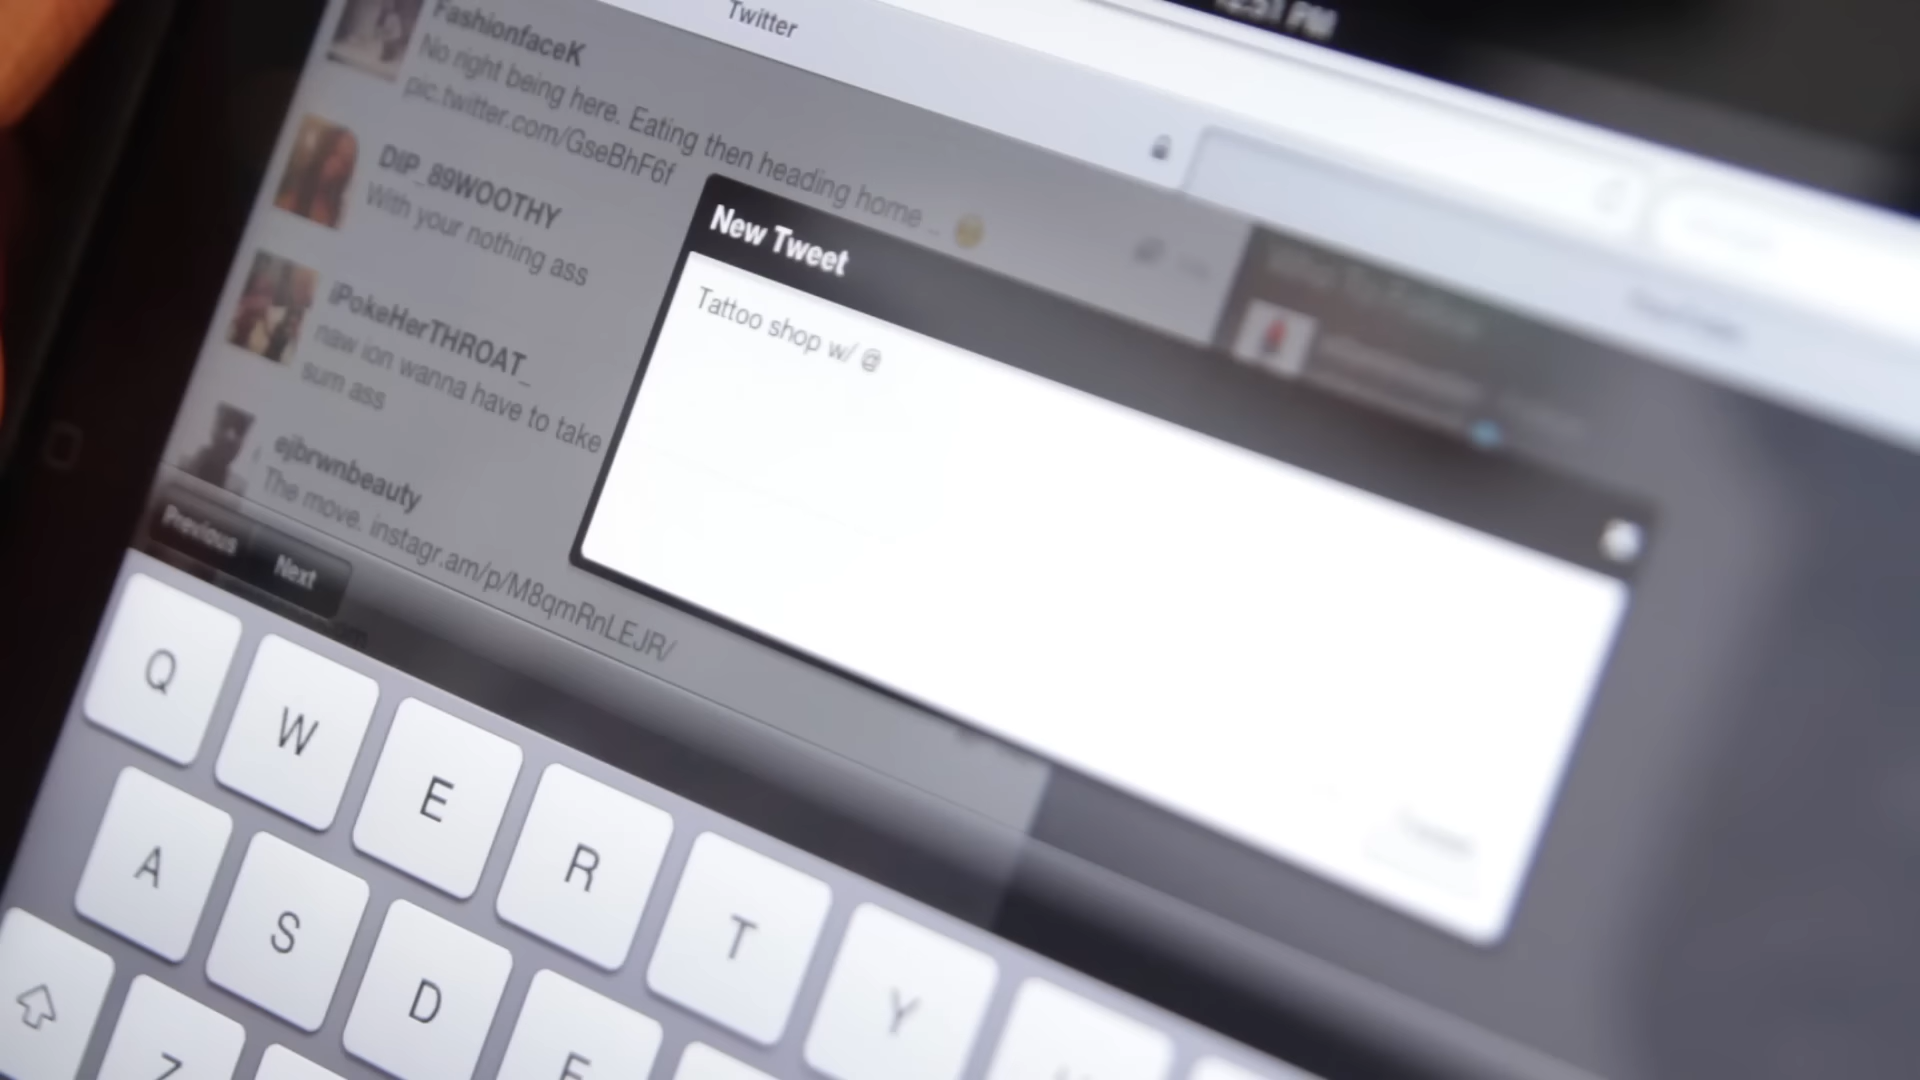 Twitter
FashionfaceK
No right being here. Eating then heading home ..
pic.twitter.com/GseBhF6f
DIP_89WOOTHY
With your nothing ass
iPokeHerTHROAT_
naw ion wanna have to take
sum ass
ejbrwnbeauty
The move. instagr.am/p/M8qmRnLEJR/
New Tweet
Tattoo shop w/ @
Previous
Next
Q
W
E
R
T
Y
A
S
D
F
Z